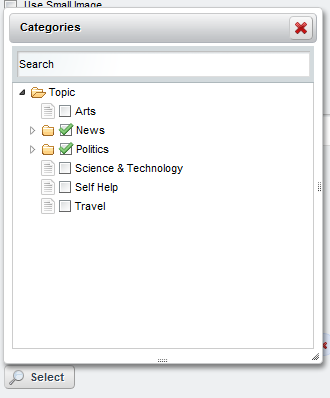 Use Small Image
Categories
Search
Topic
Arts
News
Politics
Science & Technology
Self Help
Travel
Select